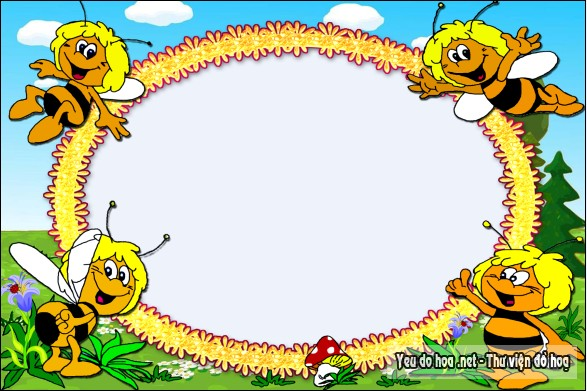 Yeu do hoa .net - Thư viện đồ hoạ